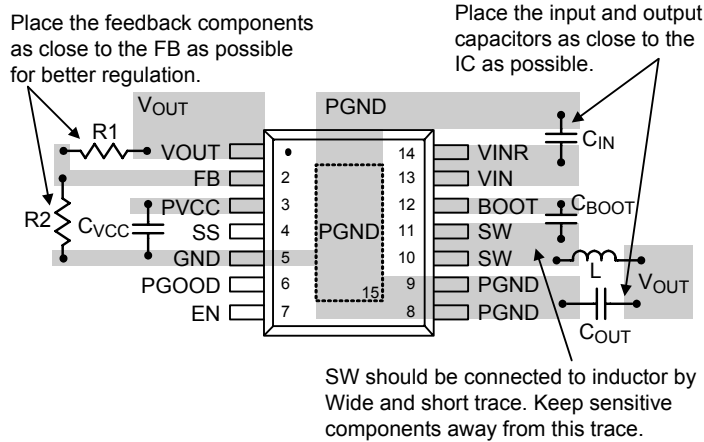 Place the feedback components
as close to the FB as possible
for better regulation.
Place the input and output
capacitors as close to the
IC as possible.
VOUT
PGND
R1
CIN
VOUT
14
VINR
FB
2
13
VIN
PVCC
3
12
BOOT
CBOOT
R2
CVCC
SS
4
PGND
11
SW
GND
5
10
SW
L
VOUT
PGOOD
6
15
9
PGND
EN
7
8
PGND
COUT
SW should be connected to inductor by
Wide and short trace. Keep sensitive
components away from this trace.